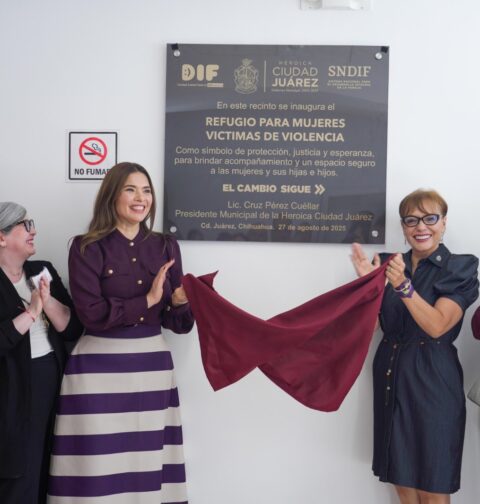 DIF
HEROICA
CIUDAD
JUÁREZ
SNDIF
En este recinto se inaugura el
REFUGIO PARA MUJERES
VICTIMAS DE VIOLENCIA
Como símbolo de protección, justicia y esperanza,
para brindar acompañamiento y un espacio seguro
a las mujeres y sus hijas e hijos.
EL CAMBIO SIGUE
Lic. Cruz Pérez Cuéllar
Presidente Municipal de la Heroica Ciudad Juárez
Cd. Juárez, Chihuahua. 27 de agosto de 2025
NO FUMAR